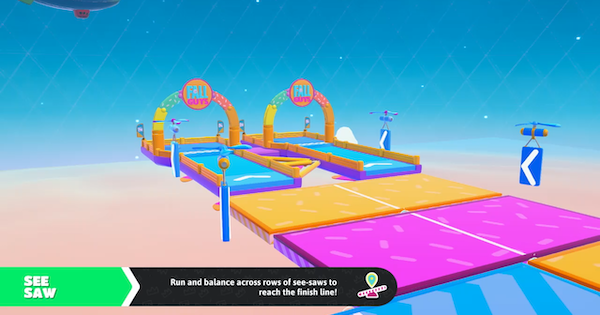 FALL
GUYS
FALL
GUYS
SEE
SAW
Run and balance across rows of see-saws to
reach the finish line!